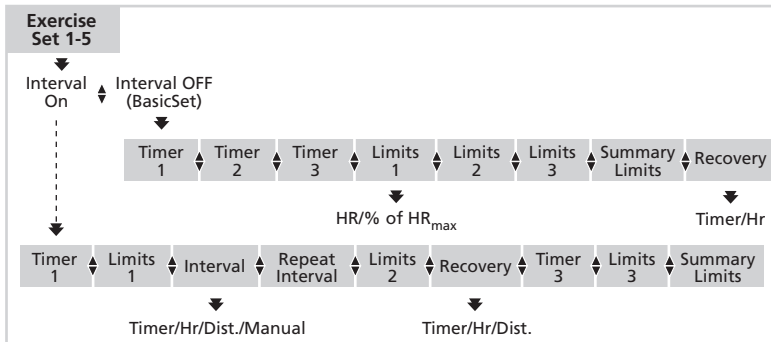 Exercise
Set 1-5
Interval
On
Interval OFF
(BasicSet)
Timer
1
Timer
2
Timer
3
Limits
1
Limits
2
Limits
3
Summary
Limits
Recovery
HR/% of HRmax
Timer/Hr
Timer
1
Limits
1
Interval
Repeat
Interval
Limits
2
Recovery
Timer
3
Limits
3
Summary
Limits
Timer/Hr/Dist./Manual
Timer/Hr/Dist.